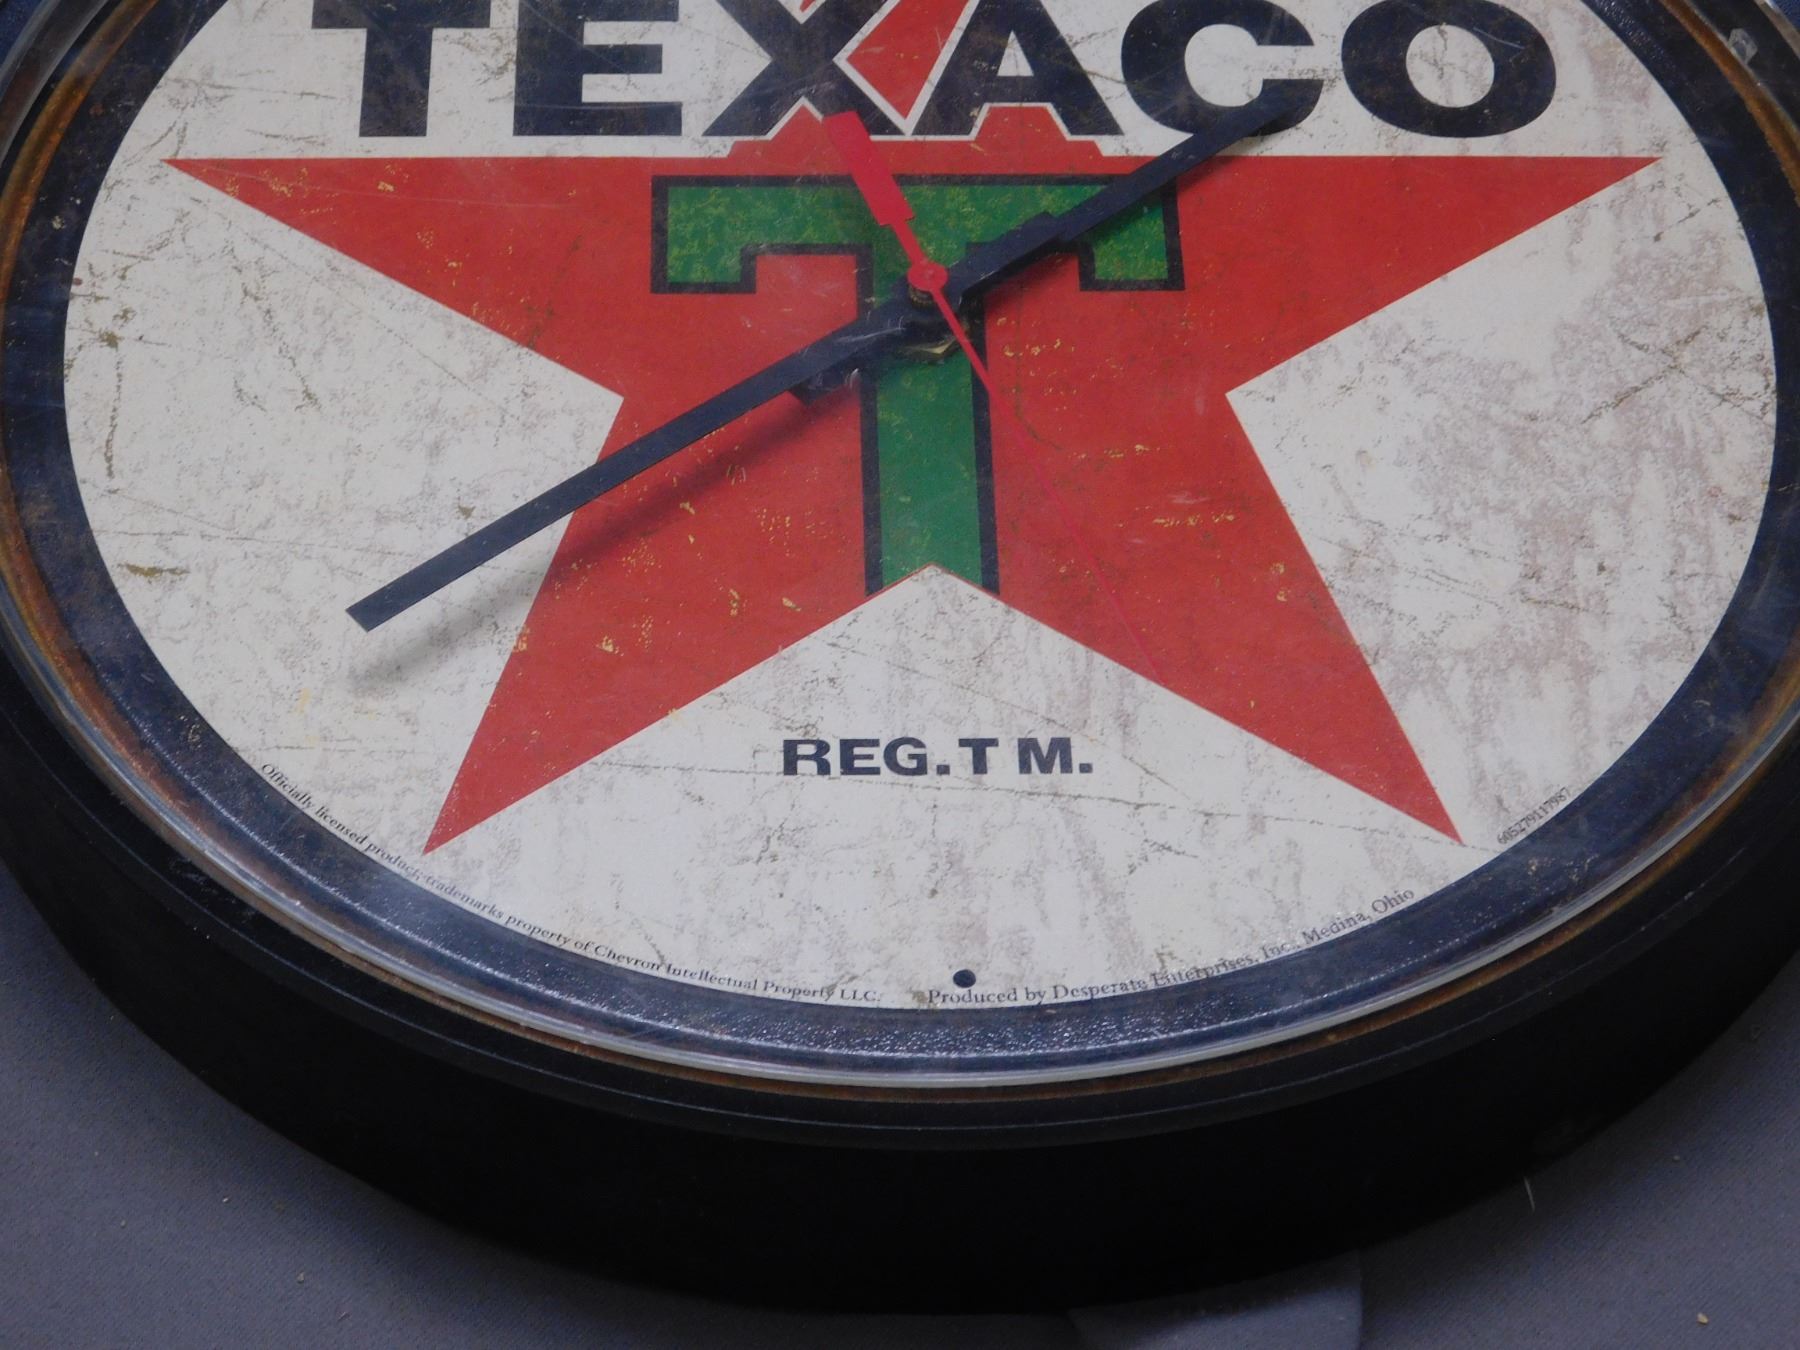 TEXACO
T
REG. T M.
Officially licensed product, trademarks property of Chevron Intellectual Property LLC.
Produced by Desperate Enterprises, Inc., Medina, Ohio
605279117987